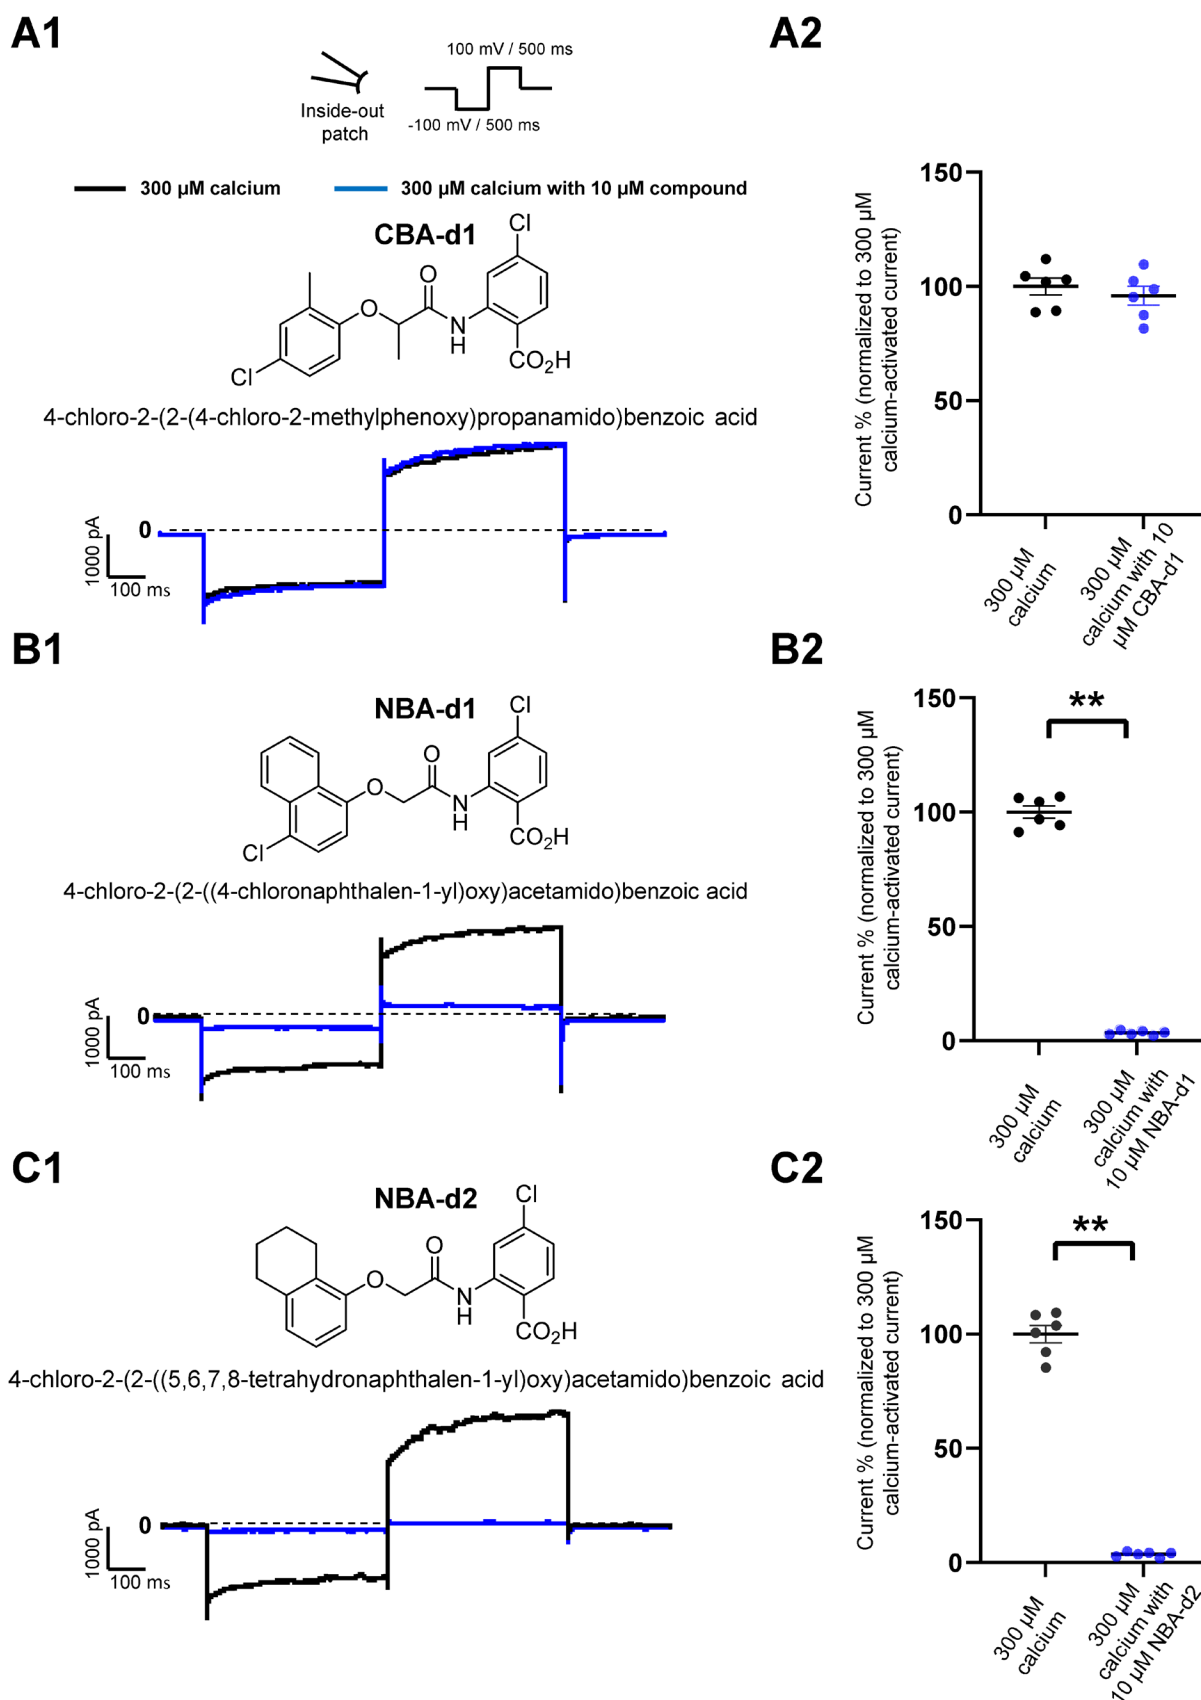 A1
A2
100 mV / 500 ms
Inside-out
patch
-100 mV / 500 ms
300 µM calcium
300 µM calcium with 10 µM compound
CBA-d1
Cl
O
O
N
H
CO2H
Cl
4-chloro-2-(2-(4-chloro-2-methylphenoxy)propanamido)benzoic acid
0
1000 pA
100 ms
Current % (normalized to 300 µM
calcium-activated current)
150
100
50
0
300 µM
calcium
300 µM
calcium with 10
µM CBA-d1
B1
B2
NBA-d1
Cl
O
O
N
H
CO2H
Cl
4-chloro-2-(2-((4-chloronaphthalen-1-yl)oxy)acetamido)benzoic acid
0
1000 pA
100 ms
Current % (normalized to 300 µM
calcium-activated current)
150
**
100
50
0
300 µM
calcium
300 µM
calcium with
10 µM NBA-d1
C1
C2
NBA-d2
Cl
O
O
N
H
CO2H
4-chloro-2-(2-((5,6,7,8-tetrahydronaphthalen-1-yl)oxy)acetamido)benzoic acid
0
1000 pA
100 ms
Current % (normalized to 300 µM
calcium-activated current)
150
**
100
50
0
300 µM
calcium
300 µM
calcium with
10 µM NBA-d2